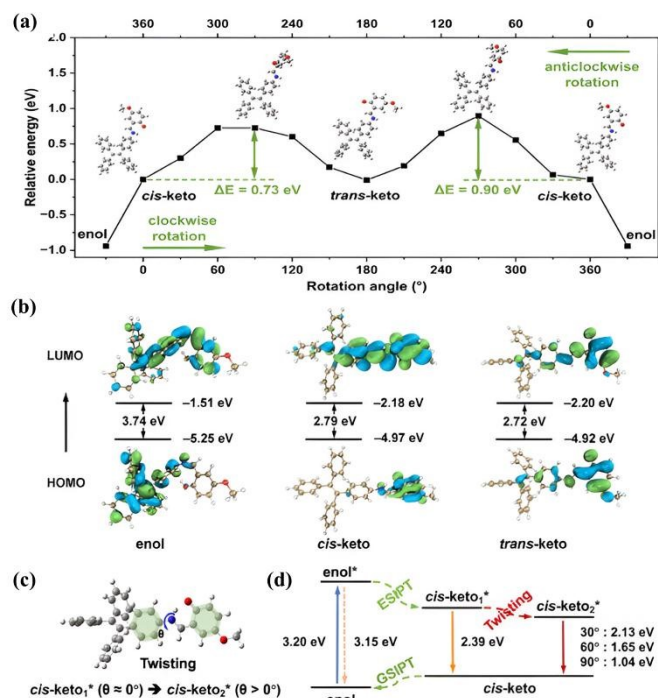 (a)
360 300 240 180 120 60 0
2.0
1.5
1.0
0.5
0.0
−0.5
−1.0
Relative energy (eV)
anticlockwise
rotation
ΔE = 0.73 eV
ΔE = 0.90 eV
cis-keto
trans-keto
cis-keto
enol
enol
clockwise
rotation
0 60 120 180 240 300 360
Rotation angle (°)
(b)
LUMO
−1.51 eV
−2.18 eV
−2.20 eV
3.74 eV
2.79 eV
2.72 eV
−5.25 eV
−4.97 eV
−4.92 eV
HOMO
enol
cis-keto
trans-keto
(c)
θ
Twisting
cis-keto1* (θ ≈ 0°) ➔ cis-keto2* (θ > 0°)
(d)
enol*
ESIPT
cis-keto1*
Twisting
cis-keto2*
3.20 eV
3.15 eV
2.39 eV
30° : 2.13 eV
60° : 1.65 eV
90° : 1.04 eV
GSIPT
cis-keto
enol